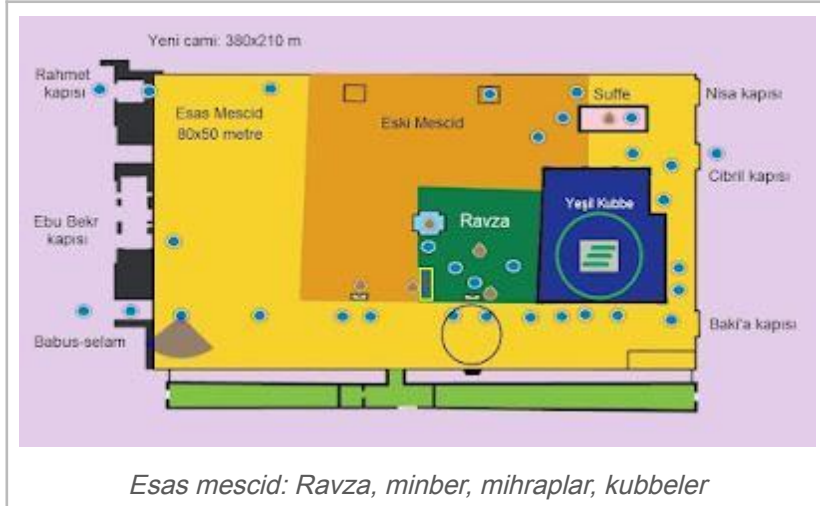 Yeni cami: 380x210 m
Rahmet
kapısı
Esas Mescid
80x50 metre
Eski Mescid
Suffe
Nisa kapısı
Cibril kapısı
Ebu Bekr
kapısı
Ravza
Yeşil Kubbe
Babus-selam
Baki'a kapısı
Esas mescid: Ravza, minber, mihraplar, kubbeler